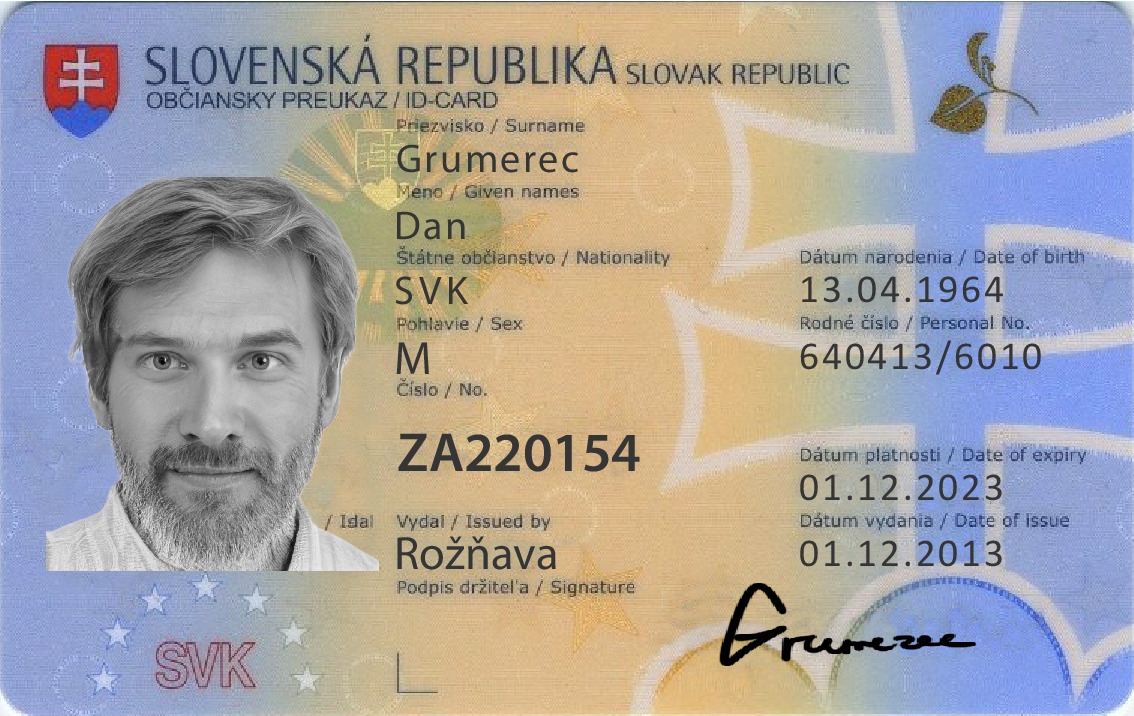 SLOVENSKÁ REPUBLIKA SLOVAK REPUBLIC
OBČIANSKY PREUKAZ / ID-CARD
Priezvisko / Surname
Grumerec
Meno / Given names
Dan
Štátne občianstvo / Nationality
SVK
Dátum narodenia / Date of birth
13.04.1964
Pohlavie / Sex
M
Rodné číslo / Personal No.
640413/6010
Číslo / No.
ZA220154
Dátum platnosti / Date of expiry
01.12.2023
/ Idal Vydal / Issued by
Rožňava
Dátum vydania / Date of issue
01.12.2013
Podpis držiteľa / Signature
Grumerec
SVK